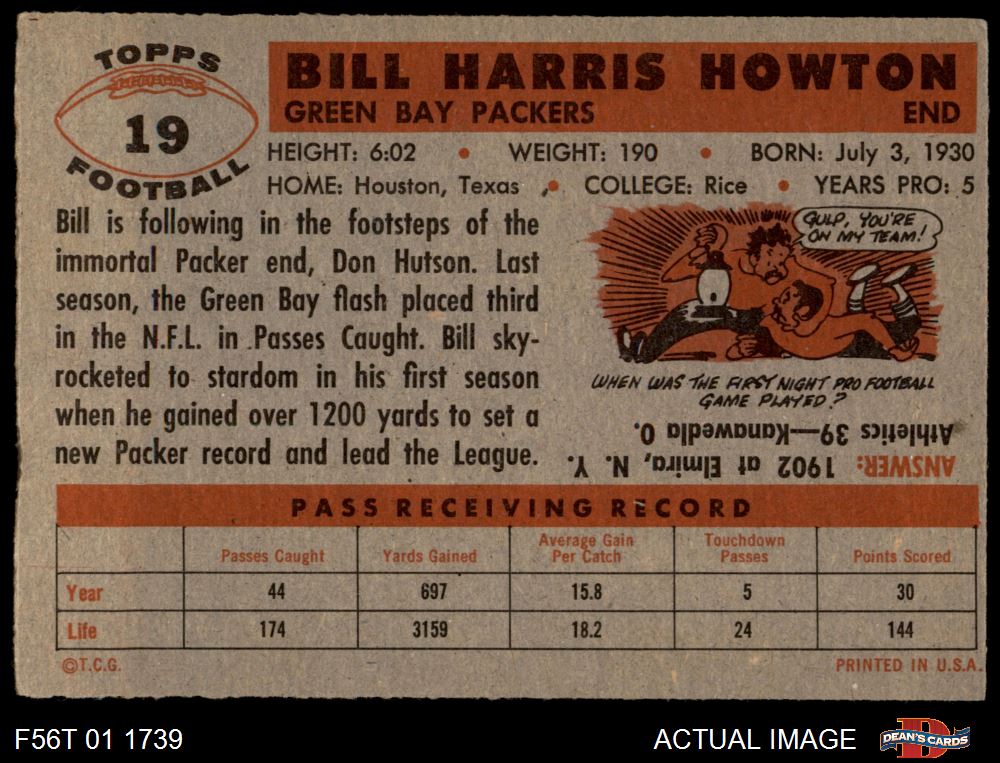 TOPPS
19
FOOTBALL
BILL HARRIS HOWTON
GREEN BAY PACKERS END
HEIGHT: 6:02 • WEIGHT: 190 • BORN: July 3, 1930
HOME: Houston, Texas • COLLEGE: Rice • YEARS PRO: 5
Bill is following in the footsteps of the
immortal Packer end, Don Hutson. Last
season, the Green Bay flash placed third
in the N.F.L. in Passes Caught. Bill sky-
rocketed to stardom in his first season
when he gained over 1200 yards to set a
new Packer record and lead the League.
GULP, YOU'RE
ON MY TEAM!
WHEN WAS THE FIRST NIGHT PRO FOOTBALL
GAME PLAYED?
ANSWER: 1902 at Elmira, N. Y.
Athletics 39—Kanawedla 0.
PASS RECEIVING RECORD
Passes Caught Yards Gained Average Gain Per Catch Touchdown Passes Points Scored
Year 44 697 15.8 5 30
Life 174 3159 18.2 24 144
©T.C.G. PRINTED IN U.S.A.
F56T 01 1739 ACTUAL IMAGE DEAN'S CARDS